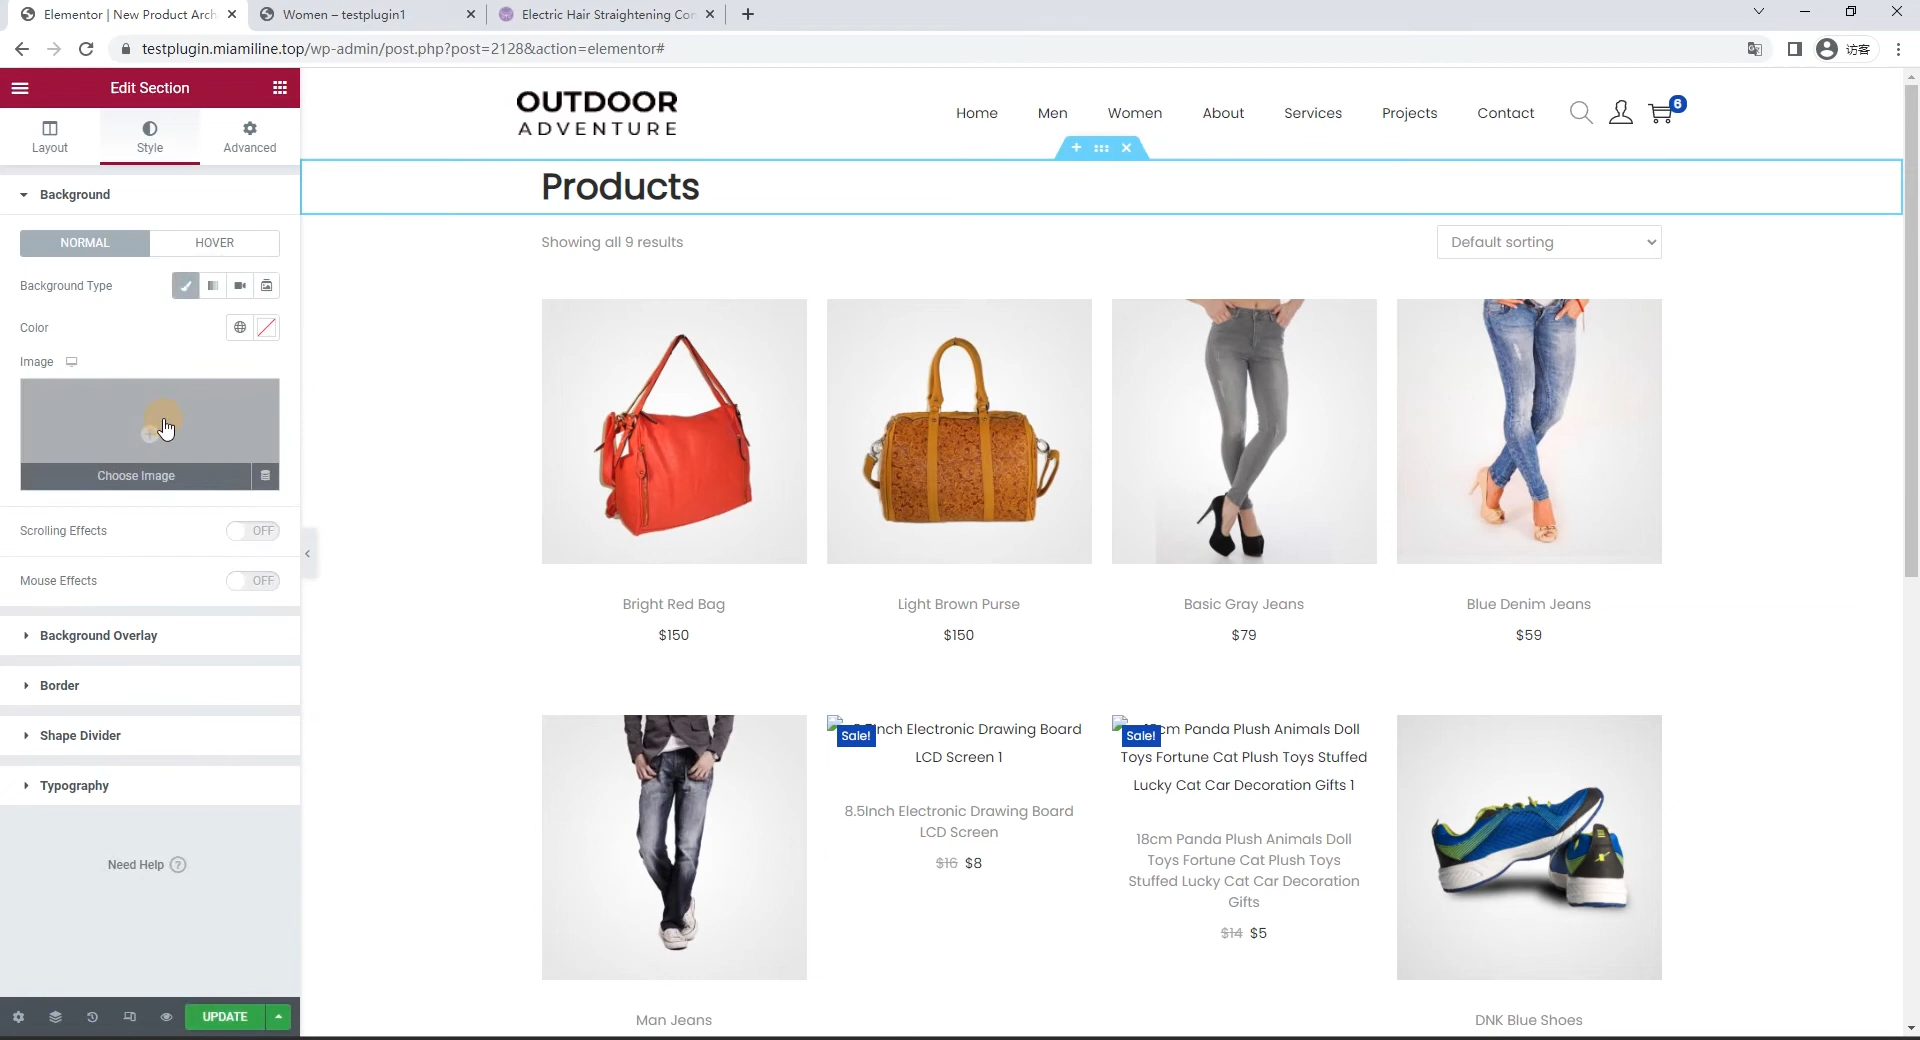 Elementor | New Product Arch
Women – testplugin1
Electric Hair Straightening Cor
testplugin.miamiline.top/wp-admin/post.php?post=2128&action=elementor#
访客
Edit Section
Layout
Style
Advanced
Background
NORMAL
HOVER
Background Type
Color
Image
Choose Image
Scrolling Effects
OFF
Mouse Effects
OFF
Background Overlay
Border
Shape Divider
Typography
Need Help
UPDATE
OUTDOOR
ADVENTURE
Home
Men
Women
About
Services
Projects
Contact
6
Products
Showing all 9 results
Default sorting
Bright Red Bag
$150
Light Brown Purse
$150
Basic Gray Jeans
$79
Blue Denim Jeans
$59
Man Jeans
Sale!
Electronic Drawing Board
LCD Screen 1
8.5Inch Electronic Drawing Board
LCD Screen
$16 $8
Sale!
Panda Plush Animals Doll
Toys Fortune Cat Plush Toys Stuffed
Lucky Cat Car Decoration Gifts 1
18cm Panda Plush Animals Doll
Toys Fortune Cat Plush Toys
Stuffed Lucky Cat Car Decoration
Gifts
$14 $5
DNK Blue Shoes